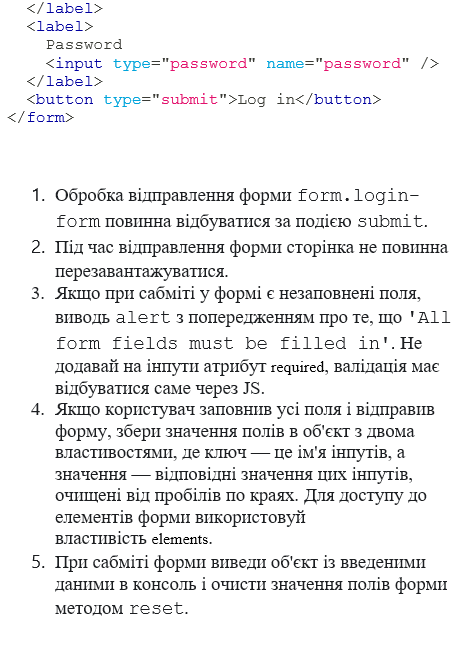 </label>
<label>
Password
<input type="password" name="password" />
</label>
<button type="submit">Log in</button>
</form>
1. Обробка відправлення форми form.login-
form повинна відбуватися за подією submit.
2. Під час відправлення форми сторінка не повинна
перезавантажуватися.
3. Якщо при сабміті у формі є незаповнені поля,
виводь alert з попередженням про те, що 'All
form fields must be filled in'. Не
додавай на інпути атрибут required, валідація має
відбуватися саме через JS.
4. Якщо користувач заповнив усі поля і відправив
форму, збери значення полів в об'єкт з двома
властивостями, де ключ — це ім'я інпутів, а
значення — відповідні значення цих інпутів,
очищені від пробілів по краях. Для доступу до
елементів форми використовуй
властивість elements.
5. При сабміті форми виведи об'єкт із введеними
даними в консоль і очисти значення полів форми
методом reset.